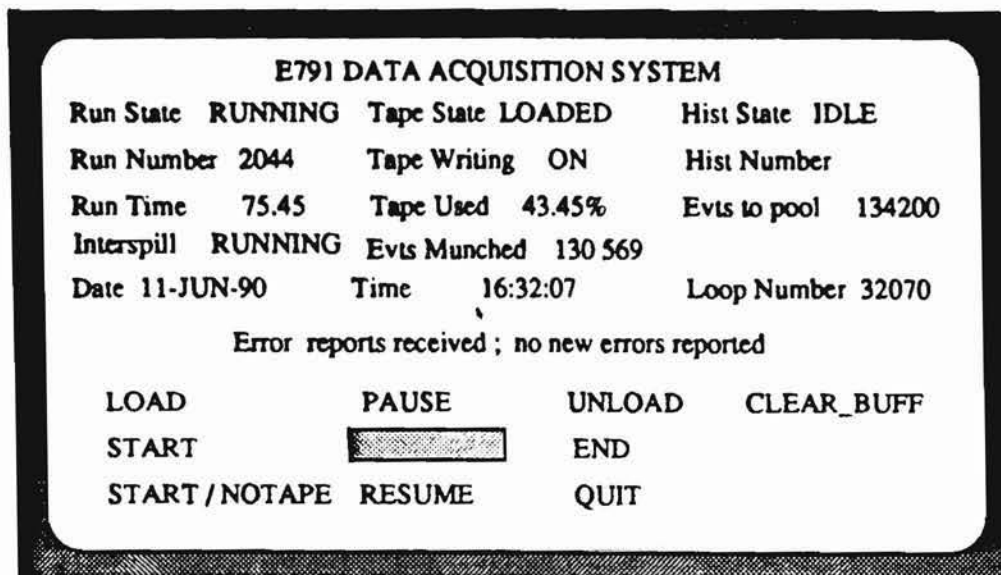 E791 DATA ACQUISITION SYSTEM
Run State RUNNING Tape State LOADED Hist State IDLE
Run Number 2044 Tape Writing ON Hist Number
Run Time 75.45 Tape Used 43.45% Evts to pool 134200
Interspill RUNNING Evts Munched 130 569
Date 11-JUN-90 Time 16:32:07 Loop Number 32070
Error reports received ; no new errors reported
LOAD PAUSE UNLOAD CLEAR_BUFF
START END
START / NOTAPE RESUME QUIT